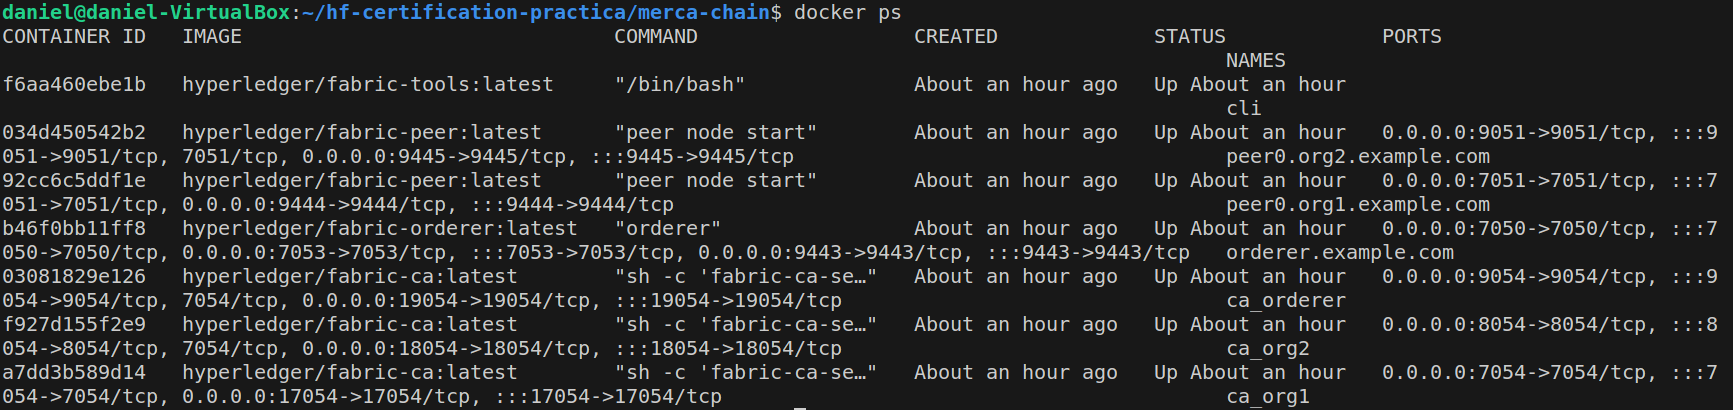 daniel@daniel-VirtualBox:~/hf-certification-practica/merca-chain$ docker ps
CONTAINER ID   IMAGE                               COMMAND                  CREATED             STATUS             PORTS
NAMES
f6aa460ebe1b   hyperledger/fabric-tools:latest     "/bin/bash"              About an hour ago   Up About an hour
cli
034d450542b2   hyperledger/fabric-peer:latest      "peer node start"        About an hour ago   Up About an hour   0.0.0.0:9051->9051/tcp, :::9
051->9051/tcp, 7051/tcp, 0.0.0.0:9445->9445/tcp, :::9445->9445/tcp                                    peer0.org2.example.com
92cc6c5ddf1e   hyperledger/fabric-peer:latest      "peer node start"        About an hour ago   Up About an hour   0.0.0.0:7051->7051/tcp, :::7
051->7051/tcp, 0.0.0.0:9444->9444/tcp, :::9444->9444/tcp                                              peer0.org1.example.com
b46f0bb11ff8   hyperledger/fabric-orderer:latest   "orderer"                About an hour ago   Up About an hour   0.0.0.0:7050->7050/tcp, :::7
050->7050/tcp, 0.0.0.0:7053->7053/tcp, :::7053->7053/tcp, 0.0.0.0:9443->9443/tcp, :::9443->9443/tcp   orderer.example.com
03081829e126   hyperledger/fabric-ca:latest        "sh -c 'fabric-ca-se…"   About an hour ago   Up About an hour   0.0.0.0:9054->9054/tcp, :::9
054->9054/tcp, 7054/tcp, 0.0.0.0:19054->19054/tcp, :::19054->19054/tcp                                ca_orderer
f927d155f2e9   hyperledger/fabric-ca:latest        "sh -c 'fabric-ca-se…"   About an hour ago   Up About an hour   0.0.0.0:8054->8054/tcp, :::8
054->8054/tcp, 7054/tcp, 0.0.0.0:18054->18054/tcp, :::18054->18054/tcp                                ca_org2
a7dd3b589d14   hyperledger/fabric-ca:latest        "sh -c 'fabric-ca-se…"   About an hour ago   Up About an hour   0.0.0.0:7054->7054/tcp, :::7
054->7054/tcp, 0.0.0.0:17054->17054/tcp, :::17054->17054/tcp                                          ca_org1